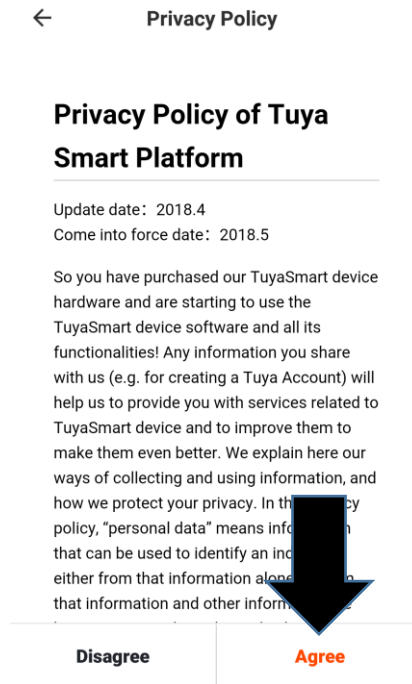 Privacy Policy
Privacy Policy of Tuya
Smart Platform
Update date：2018.4
Come into force date：2018.5
So you have purchased our TuyaSmart device
hardware and are starting to use the
TuyaSmart device software and all its
functionalities! Any information you share
with us (e.g. for creating a Tuya Account) will
help us to provide you with services related to
TuyaSmart device and to improve them to
make them even better. We explain here our
ways of collecting and using information, and
how we protect your privacy. In
policy, “personal data” means
that can be used to identify an
either from that information
that information and other
Disagree
Agree